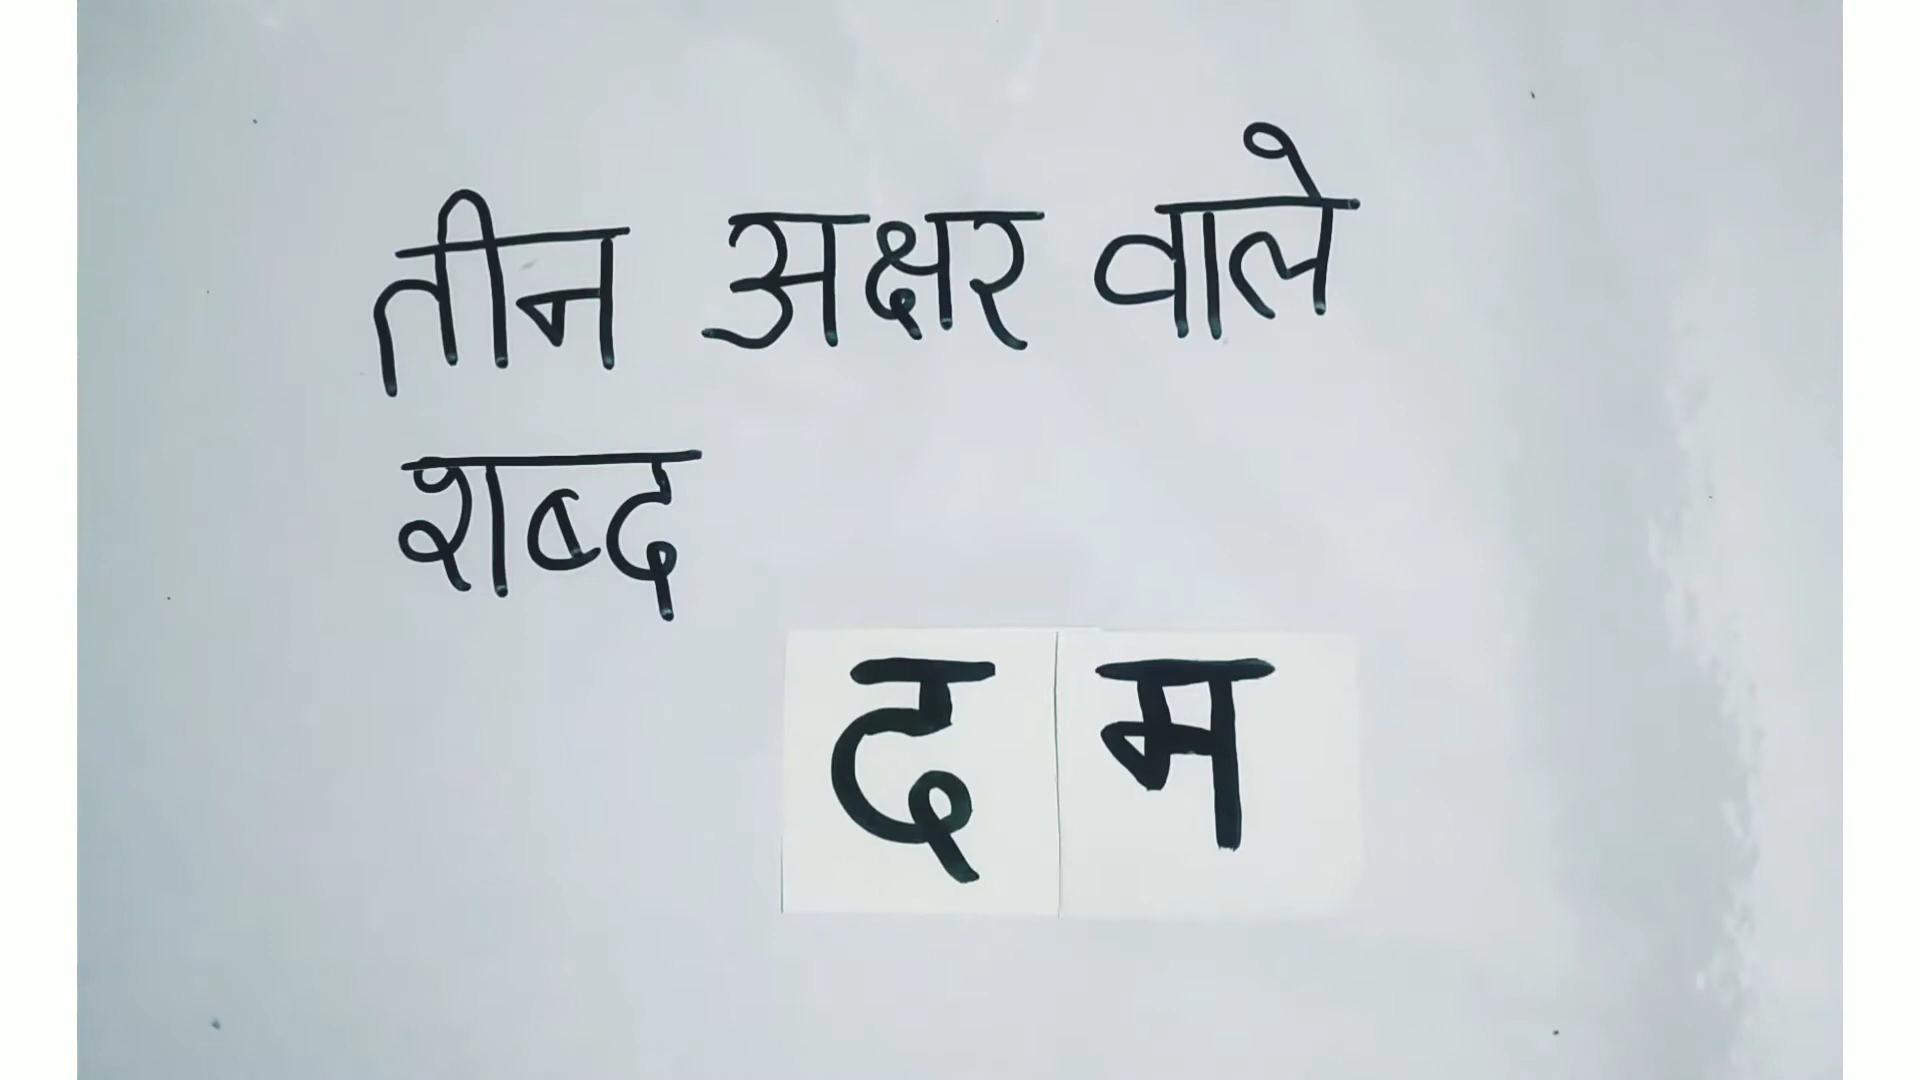 तीन अक्षर वाले
शब्द
द म